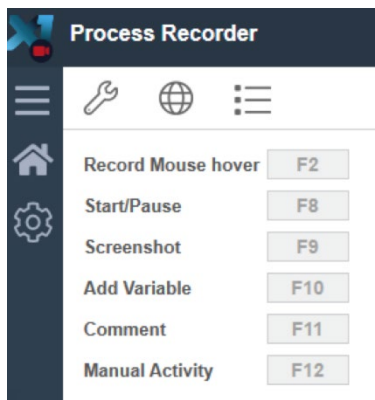 X1
Process Recorder
Record Mouse hover F2
Start/Pause F8
Screenshot F9
Add Variable F10
Comment F11
Manual Activity F12